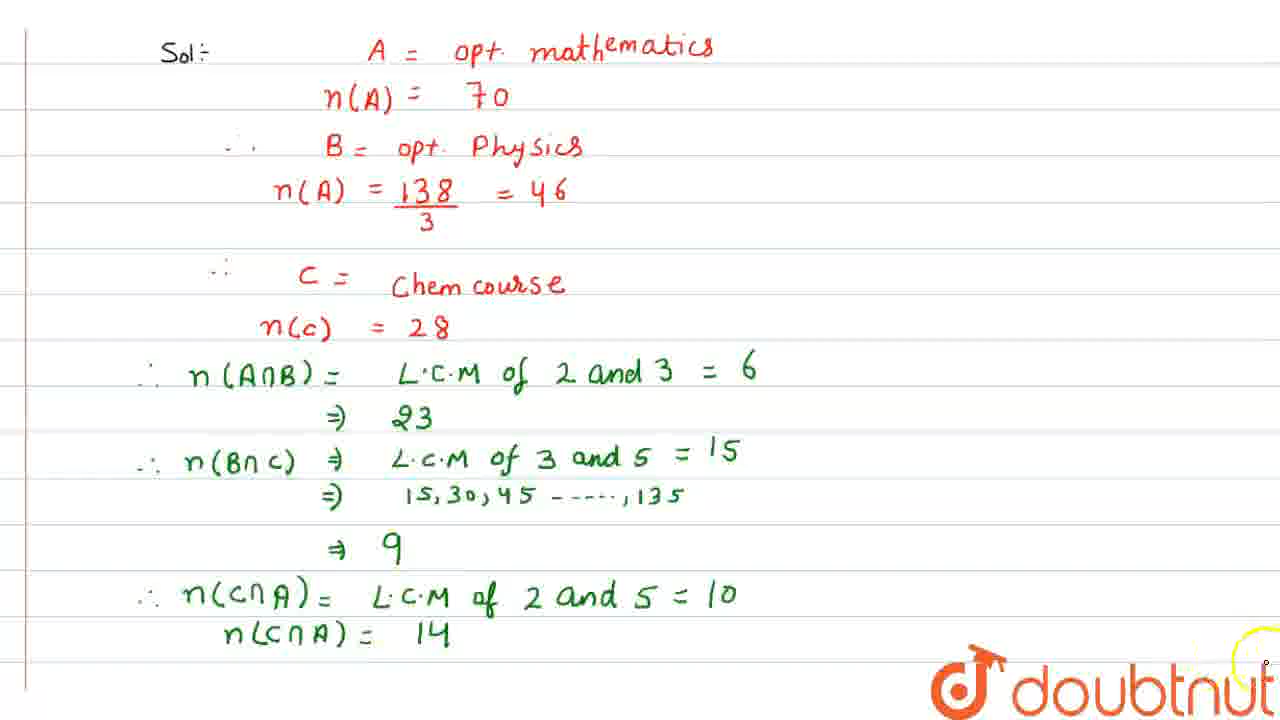 Sol:-
A = opt. mathematics
n(A) = 70
∴ B = opt. Physics
n(A) = 138/3 = 46
∴ C = Chem course
n(c) = 28
∴ n(A∩B) = L.C.M of 2 and 3 = 6
⇒ 23
∴ n(B∩C) ⇒ L.C.M of 3 and 5 = 15
⇒ 15, 30, 45 ------, 135
⇒ 9
∴ n(C∩A) = L.C.M of 2 and 5 = 10
n(C∩A) = 14
doubtnut